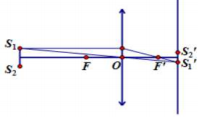 S₁ S₂′
F O F′ S₁′
S₂